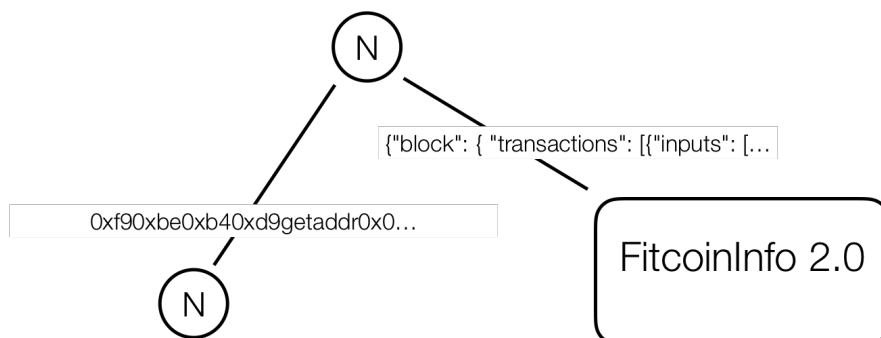 N
{"block": { "transactions": [{"inputs": [...
0xf90xbe0xb40xd9getaddr0x0...
FitcoinInfo 2.0
N